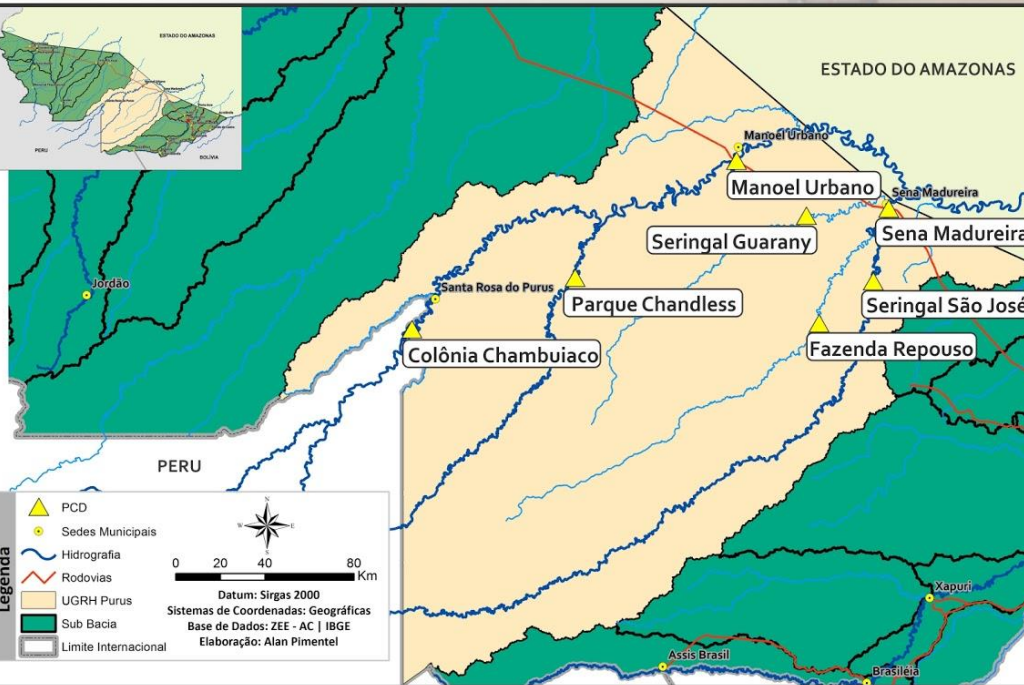 ESTADO DO AMAZONAS
PERU
BOLÍVIA
ESTADO DO AMAZONAS
Manoel Urbano
Manoel Urbano
Sena Madureira
Seringal Guarany
Sena Madureira
Jordão
Santa Rosa do Purus
Parque Chandless
Seringal São José
Colônia Chambuiaco
Fazenda Repouso
PERU
Legenda
PCD
Sedes Municipais
Hidrografia
Rodovias
UGRH Purus
Sub Bacia
Limite Internacional
N
W
E
S
0 20 40 80
Km
Datum: Sirgas 2000
Sistemas de Coordenadas: Geográficas
Base de Dados: ZEE - AC | IBGE
Elaboração: Alan Pimentel
Xapuri
Assis Brasil
Brasiléia